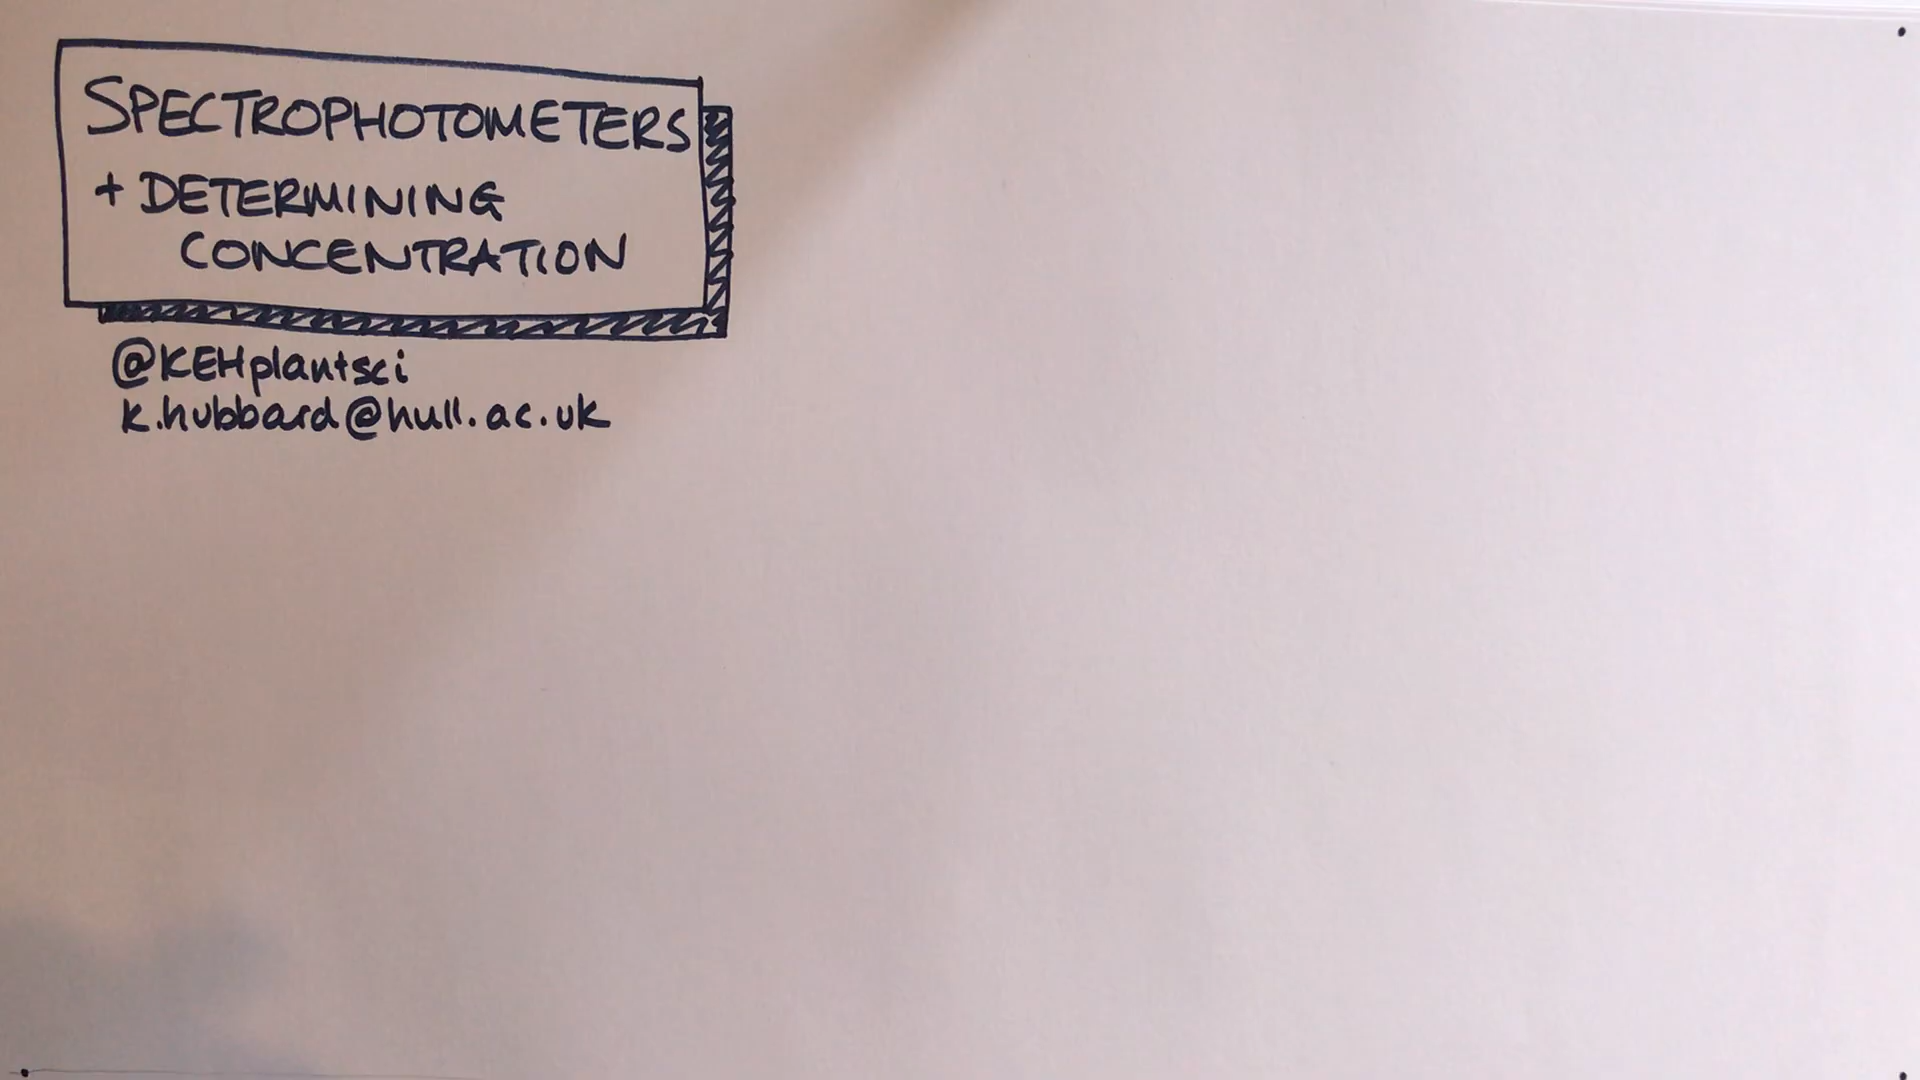 SPECTROPHOTOMETERS
+ DETERMINING
CONCENTRATION
@KEHplantsci
k.hubbard@hull.ac.uk